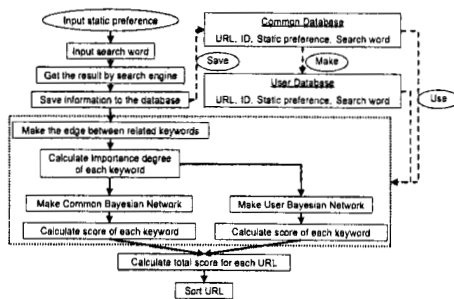 Input static preference
Input search word
Get the result by search engine
Save information to the database
Common Database
URL, ID, Static preference, Search word
Save
Make
User Database
URL, ID, Static preference, Search word
Use
Make the edge between related keywords
Calculate Importance degree
of each keyword
Make Common Bayesian Network
Make User Bayesian Network
Calculate score of each keyword
Calculate score of each keyword
Calculate total score for each URL
Sort URL